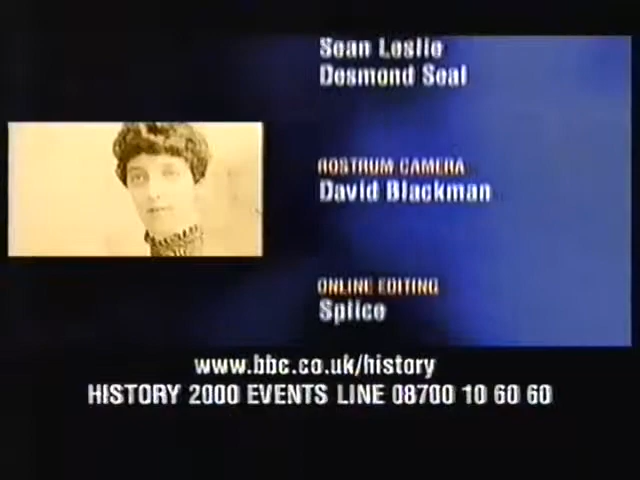 Sean Leslie
Desmond Seal
ROSTRUM CAMERA
David Blackman
ONLINE EDITING
Splice
www.bbc.co.uk/history
HISTORY 2000 EVENTS LINE 08700 10 60 60